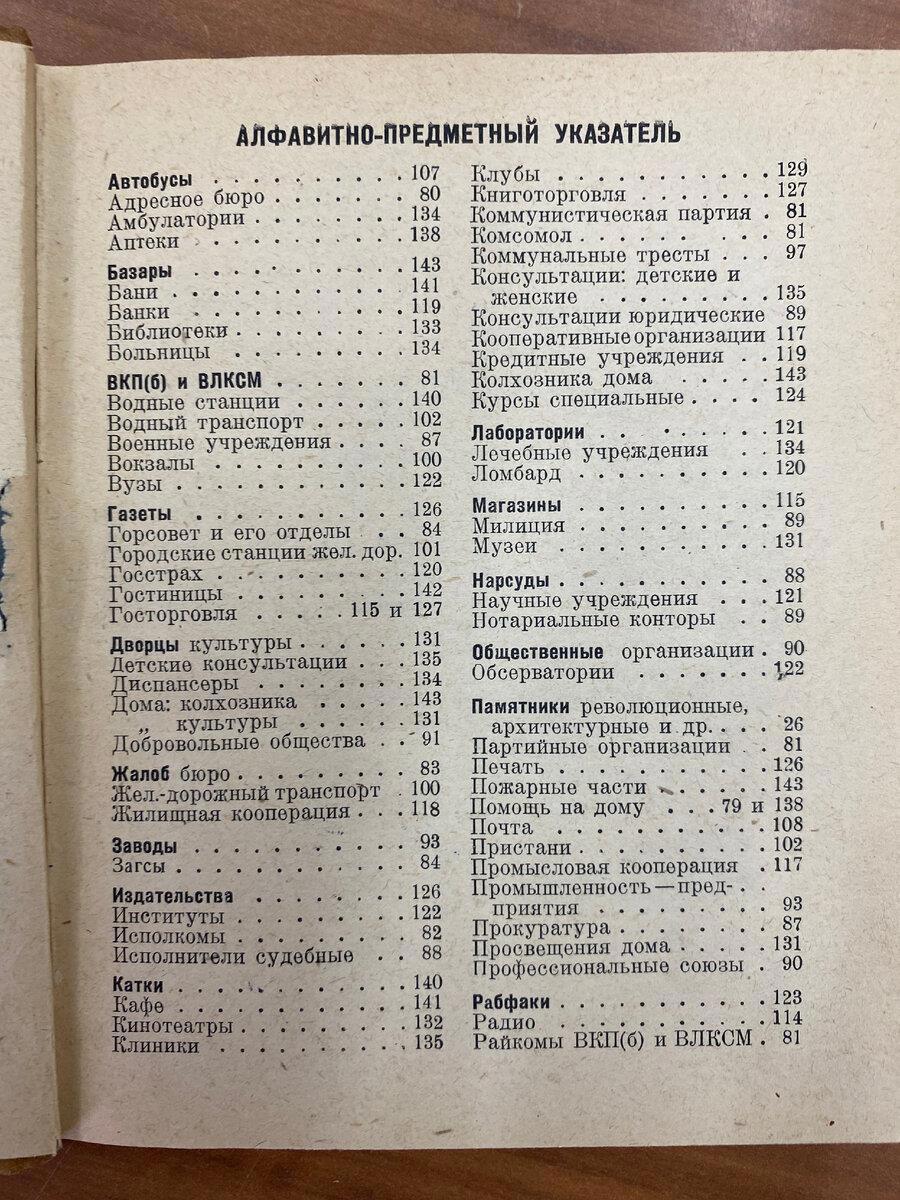 АЛФАВИТНО-ПРЕДМЕТНЫЙ УКАЗАТЕЛЬ
Автобусы . . . . . . . . . . 107
Адресное бюро . . . . . . . 80
Амбулатории . . . . . . . . 134
Аптеки . . . . . . . . . . . 138
Базары . . . . . . . . . . . 143
Бани . . . . . . . . . . . . 141
Банки . . . . . . . . . . . 119
Библиотеки . . . . . . . . . 133
Больницы . . . . . . . . . 134
ВКП(б) и ВЛКСМ . . . . . . . 81
Водные станции . . . . . . 140
Водный транспорт . . . . . 102
Военные учреждения . . . . 87
Вокзалы . . . . . . . . . . 100
Вузы . . . . . . . . . . . . 122
Газеты . . . . . . . . . . . 126
Горсовет и его отделы . . . 84
Городские станции жел. дор. 101
Госстрах . . . . . . . . . . 120
Гостиницы . . . . . . . . . 142
Госторговля . . . . . 115 и 127
Дворцы культуры . . . . . . 131
Детские консультации . . . 135
Диспансеры . . . . . . . . 134
Дома: колхозника . . . . . 143
„ культуры . . . . . . 131
Добровольные общества . . 91
Жалоб бюро . . . . . . . . . 83
Жел.-дорожный транспорт . 100
Жилищная кооперация . . . 118
Заводы . . . . . . . . . . . 93
Загсы . . . . . . . . . . . . 84
Издательства . . . . . . . . 126
Институты . . . . . . . . . 122
Исполкомы . . . . . . . . . 82
Исполнители судебные . . 88
Катки . . . . . . . . . . . . 140
Кафе . . . . . . . . . . . . 141
Кинотеатры . . . . . . . . . 132
Клиники . . . . . . . . . . 135
Клубы . . . . . . . . . . . 129
Книготорговля . . . . . . . 127
Коммунистическая партия . 81
Комсомол . . . . . . . . . 81
Коммунальные тресты . . . 97
Консультации: детские и
женские . . . . . . . . . 135
Консультации юридические 89
Кооперативные организации 117
Кредитные учреждения . . 119
Колхозника дома . . . . . 143
Курсы специальные . . . . 124
Лаборатории . . . . . . . . 121
Лечебные учреждения . . . 134
Ломбард . . . . . . . . . . 120
Магазины . . . . . . . . . . 115
Милиция . . . . . . . . . . 89
Музеи . . . . . . . . . . . 131
Нарсуды . . . . . . . . . . . 88
Научные учреждения . . . 121
Нотариальные конторы . . 89
Общественные организации . 90
Обсерватории . . . . . . . 122
Памятники революционные,
архитектурные и др. . . . 26
Партийные организации . . 81
Печать . . . . . . . . . . . 126
Пожарные части . . . . . . 143
Помощь на дому . . . 79 и 138
Почта . . . . . . . . . . . 108
Пристани . . . . . . . . . . 102
Промысловая кооперация . 117
Промышленность — пред- . .
приятия . . . . . . . . . 93
Прокуратура . . . . . . . . 87
Просвещения дома . . . . . 131
Профессиональные союзы . 90
Рабфаки . . . . . . . . . . . 123
Радио . . . . . . . . . . . 114
Райкомы ВКП(б) и ВЛКСМ . 81